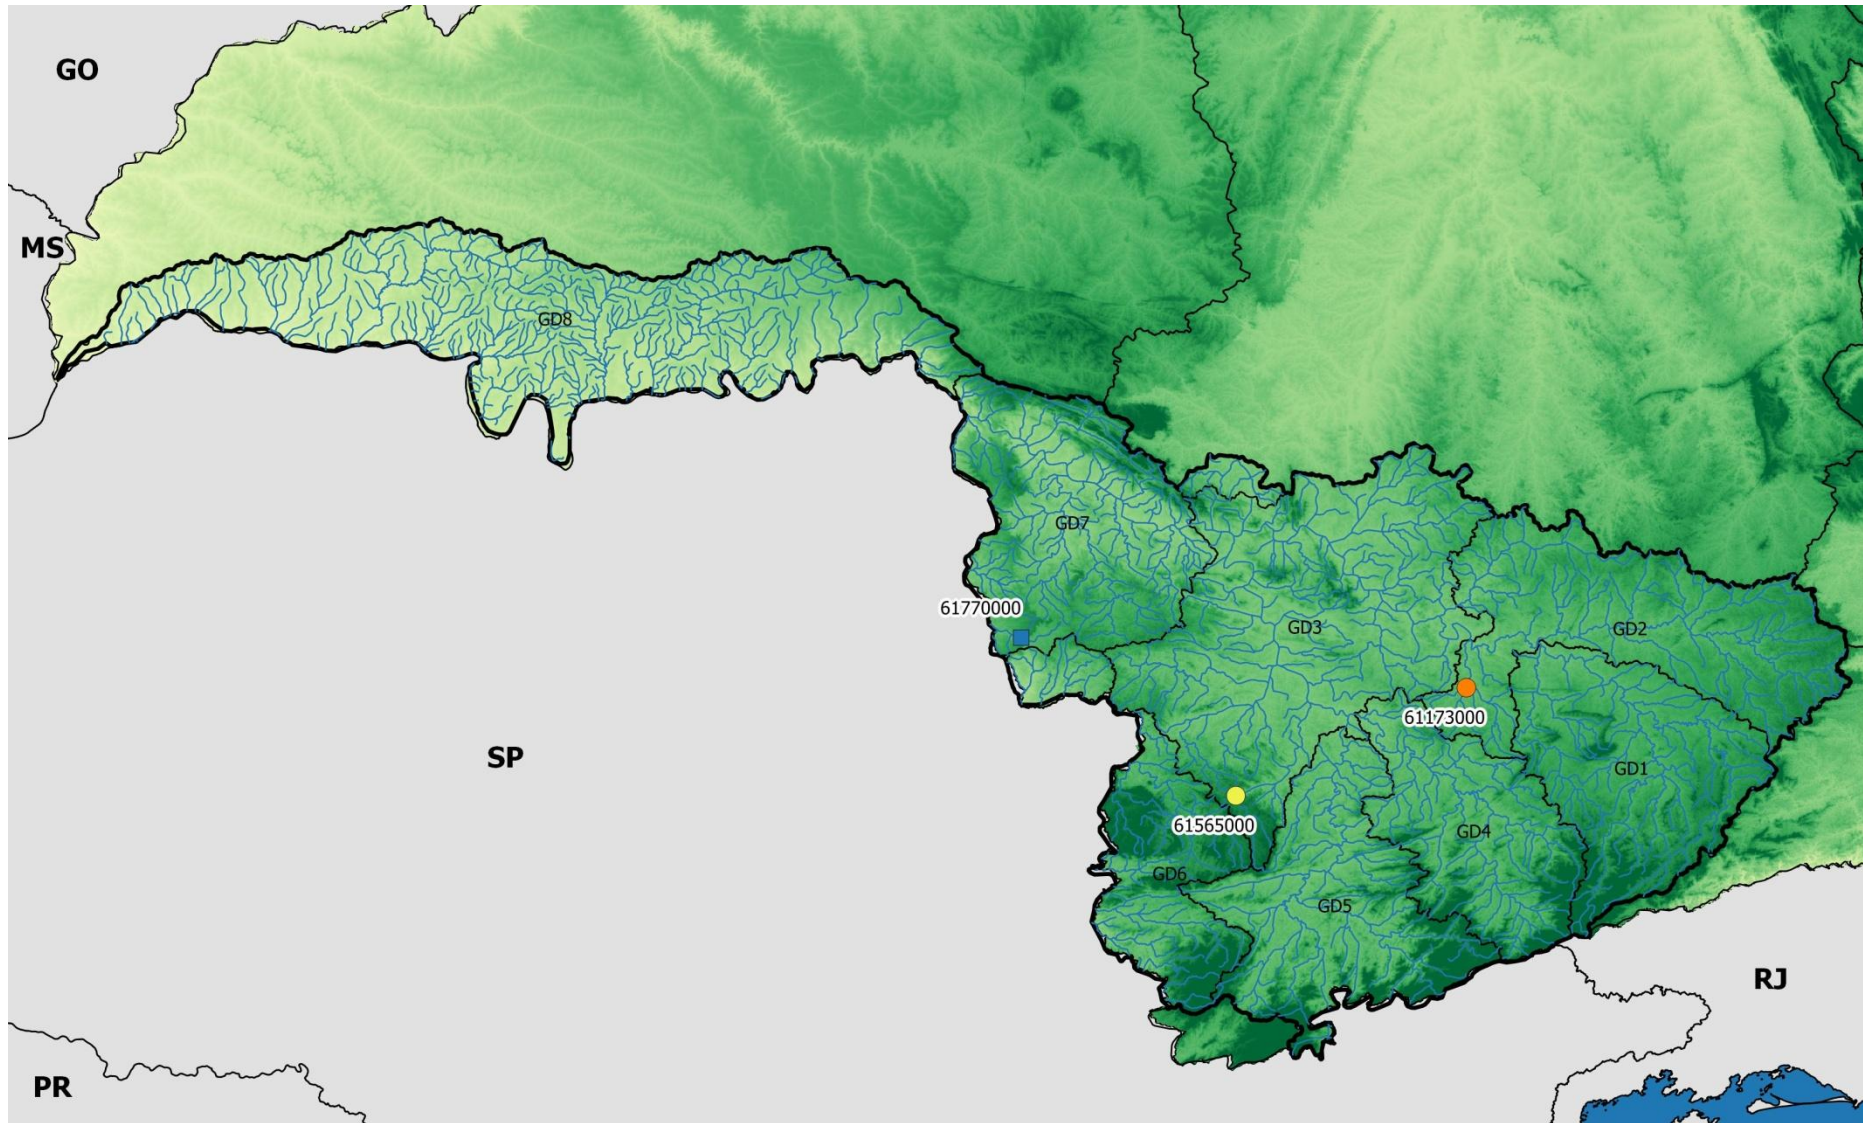 GO
MS
GD8
GD7
61770000
GD3
GD2
61173000
SP
GD1
61565000
GD4
GD6
GD5
RJ
PR